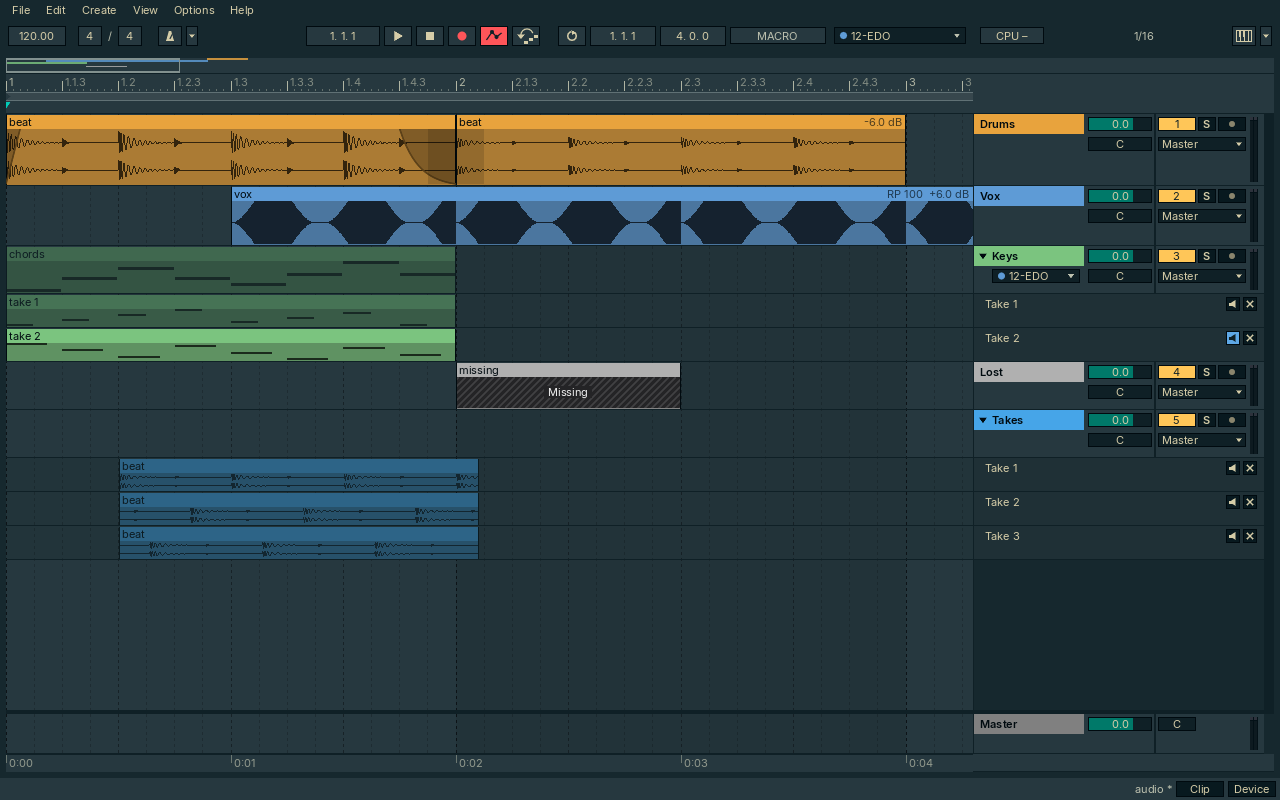 File Edit Create View Options Help
120.00 4 / 4 1. 1. 1 1. 1. 1 4. 0. 0 MACRO 12-EDO CPU – 1/16
1 1.1.3 1.2 1.2.3 1.3 1.3.3 1.4 1.4.3 2 2.1.3 2.2 2.2.3 2.3 2.3.3 2.4 2.4.3 3 3
beat beat -6.0 dB Drums 0.0 1 S
C Master
vox RP 100 +6.0 dB Vox 0.0 2 S
C Master
chords Keys 0.0 3 S
12-EDO C Master
take 1 Take 1
take 2 Take 2
missing Lost 0.0 4 S
Missing C Master
Takes 0.0 5 S
C Master
beat Take 1
beat Take 2
beat Take 3
Master 0.0 C
0:00 0:01 0:02 0:03 0:04
audio * Clip Device